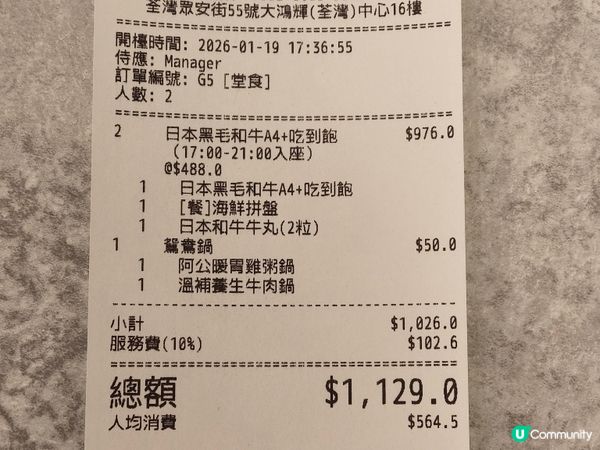 荃灣眾安街55號大鴻輝(荃灣)中心16樓
開檯時間: 2026-01-19 17:36:55
侍應: Manager
訂單編號: G5 [堂食]
人數: 2
2 日本黑毛和牛A4+吃到飽 $976.0
(17:00-21:00入座)
@$488.0
1 日本黑毛和牛A4+吃到飽
1 [餐]海鮮拼盤
1 日本和牛牛丸(2粒)
1 鴛鴦鍋 $50.0
1 阿公暖胃雞粥鍋
1 溫補養生牛肉鍋
小計 $1,026.0
服務費(10%) $102.6
總額 $1,129.0
人均消費 $564.5
U Community